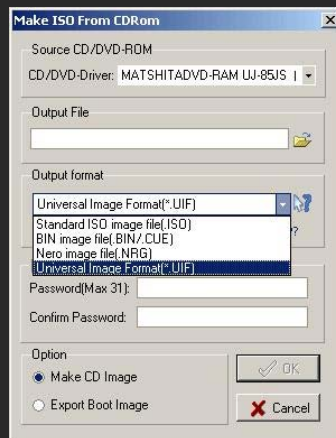 Make ISO From CDRom
Source CD/DVD-ROM
CD/DVD-Driver: MATSHITADVD-RAM UJ-85JS
Output File
Output format
Universal Image Format(*.UIF)
Standard ISO image file(.ISO)
BIN image file(.BIN/.CUE)
Nero image file(.NRG)
Universal Image Format(*.UIF)
?
Password(Max 31):
Confirm Password:
Option
Make CD Image
Export Boot Image
OK
Cancel